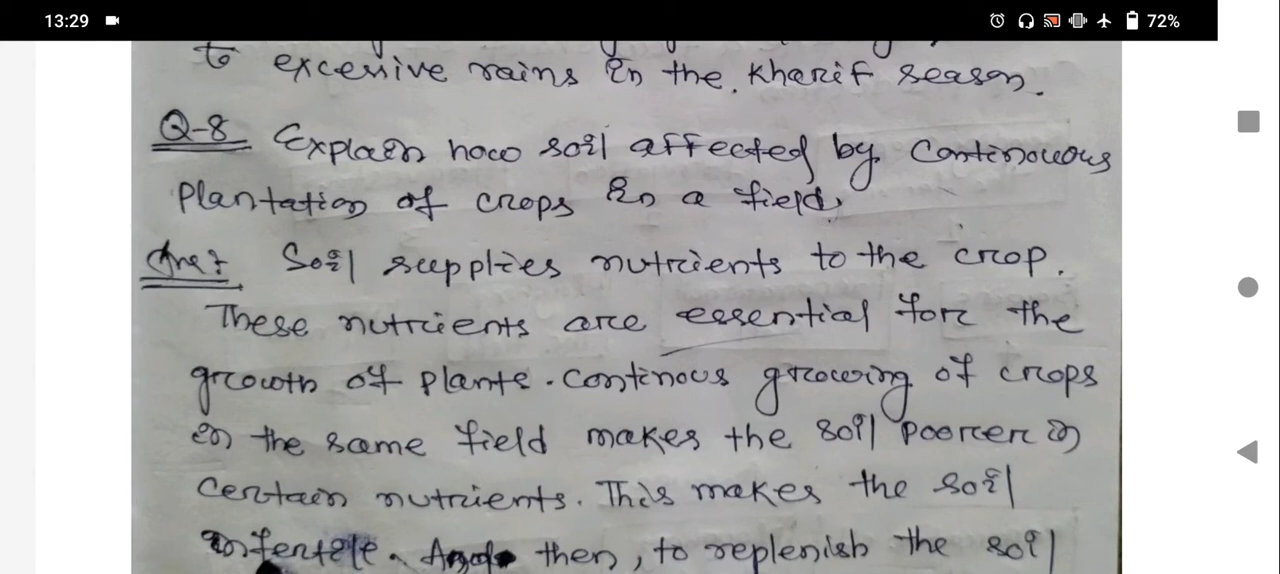 13:29
72%
to excessive rains in the. Kharif season.
Q-8 Explain how soil affected by continouous
plantation of crops in a field.
Ans: Soil supplies nutrients to the crop.
These nutrients are essential for the
growth of plants. continous growing of crops
in the same field makes the soil poorer in
certain nutrients. This makes the soil
infertile. And then, to replenish the soil